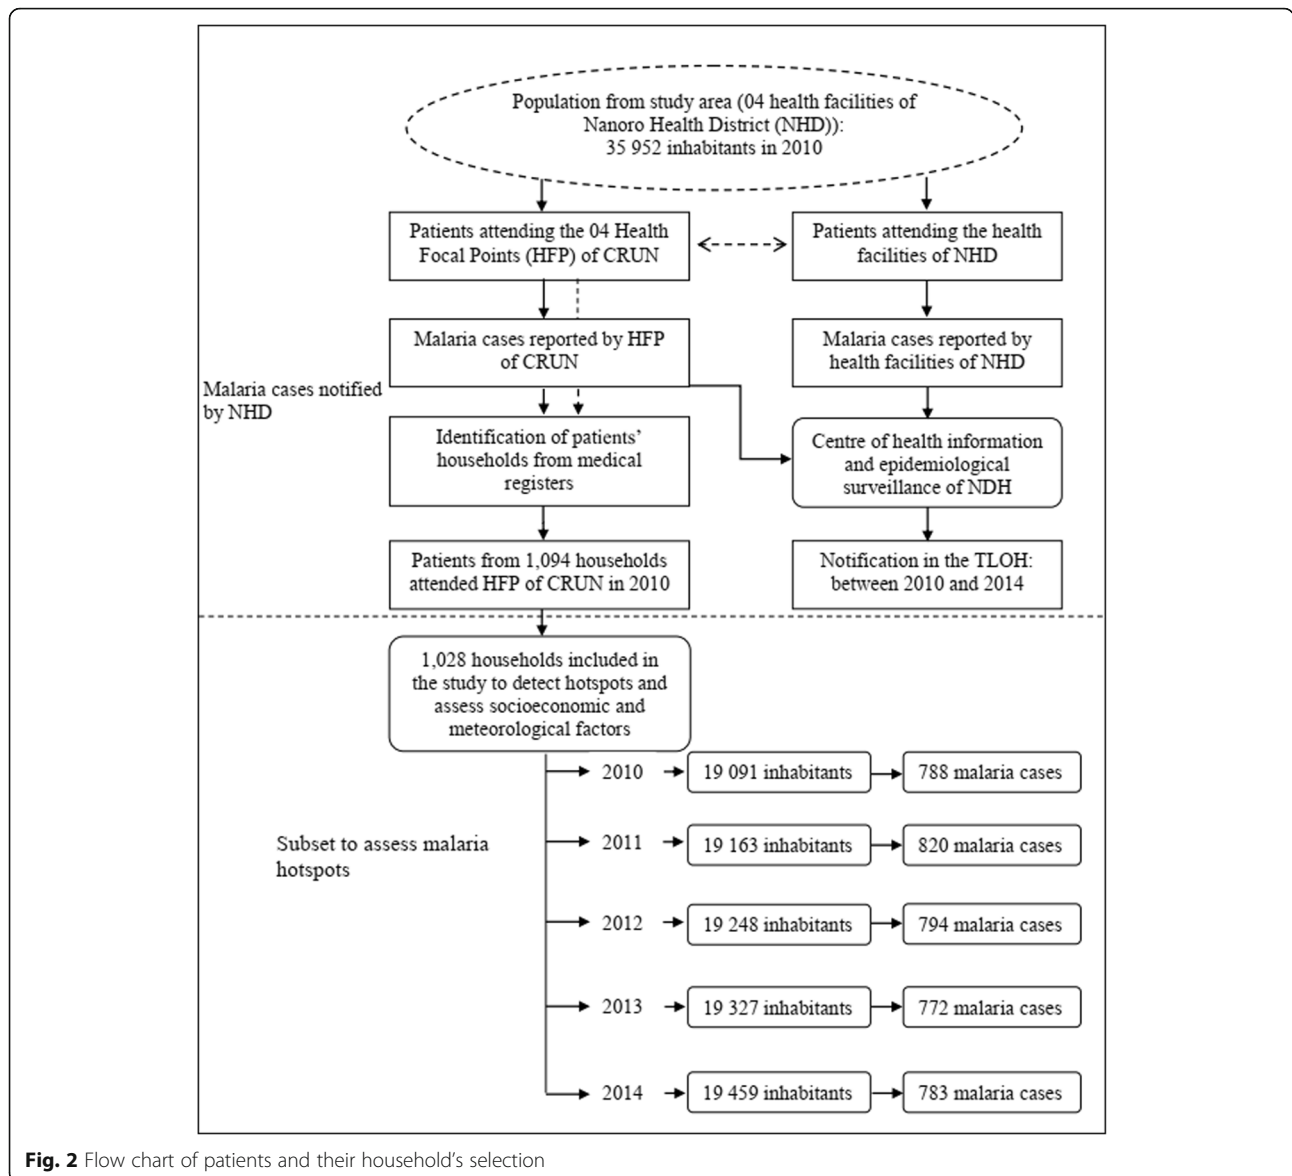 Population from study area (04 health facilities of
Nanoro Health District (NHD)):
35 952 inhabitants in 2010
Patients attending the 04 Health
Focal Points (HFP) of CRUN
Patients attending the health
facilities of NHD
Malaria cases reported by HFP
of CRUN
Malaria cases reported by
health facilities of NHD
Malaria cases notified
by NHD
Identification of patients’
households from medical
registers
Centre of health information
and epidemiological
surveillance of NDH
Patients from 1,094 households
attended HFP of CRUN in 2010
Notification in the TLOH:
between 2010 and 2014
1,028 households included in
the study to detect hotspots and
assess socioeconomic and
meteorological factors
Subset to assess malaria
hotspots
2010 19 091 inhabitants 788 malaria cases
2011 19 163 inhabitants 820 malaria cases
2012 19 248 inhabitants 794 malaria cases
2013 19 327 inhabitants 772 malaria cases
2014 19 459 inhabitants 783 malaria cases
Fig. 2 Flow chart of patients and their household’s selection